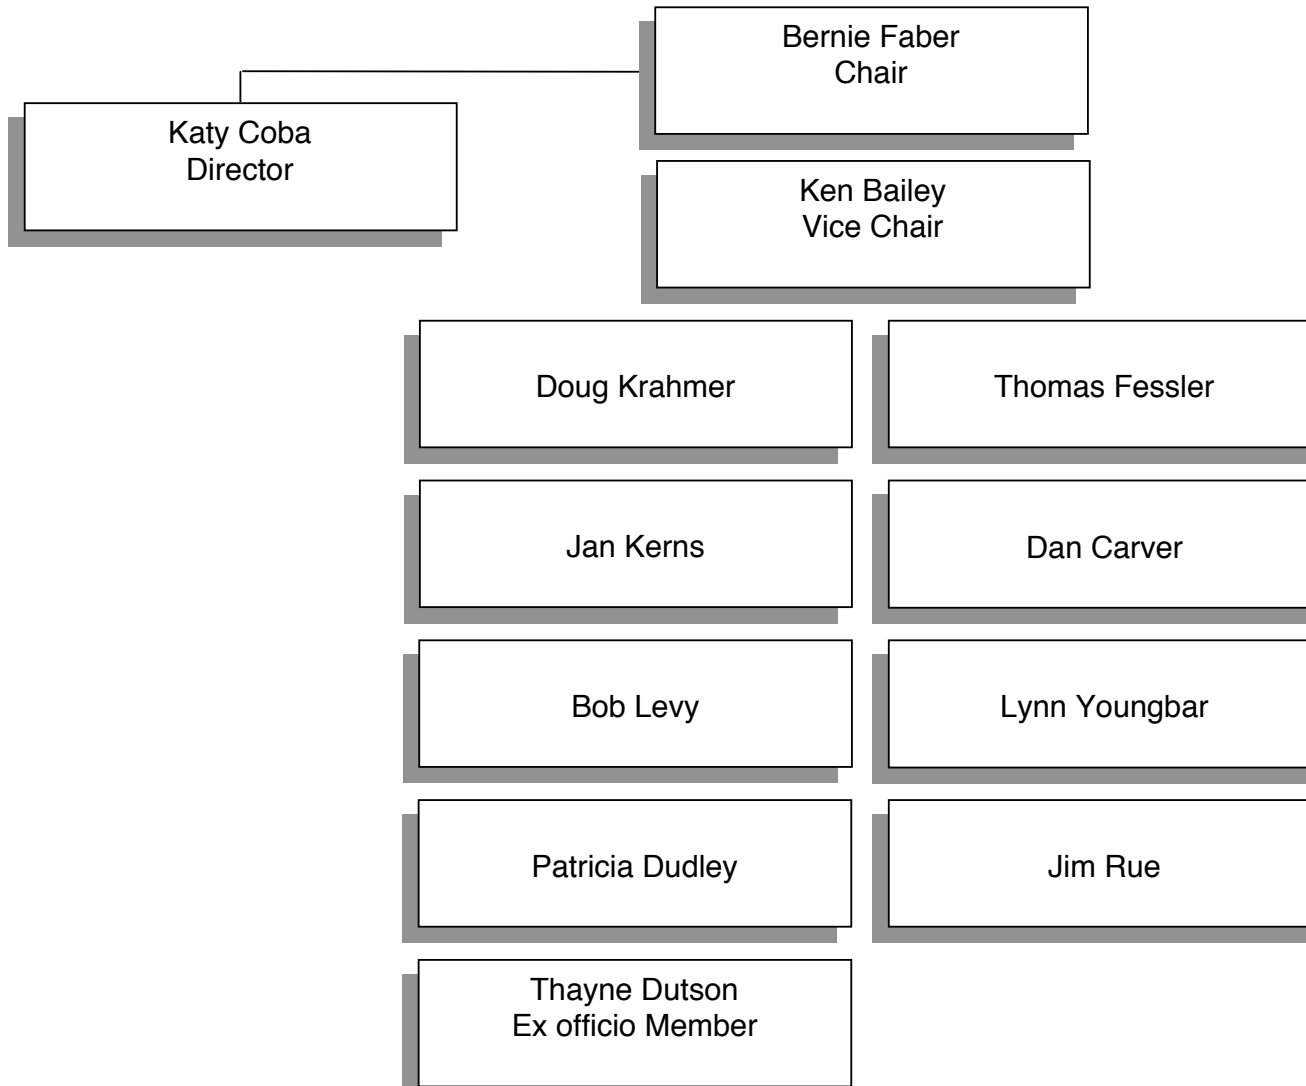 Bernie Faber
Chair
Katy Coba
Director
Ken Bailey
Vice Chair
Doug Krahmer
Thomas Fessler
Jan Kerns
Dan Carver
Bob Levy
Lynn Youngbar
Patricia Dudley
Jim Rue
Thayne Dutson
Ex officio Member